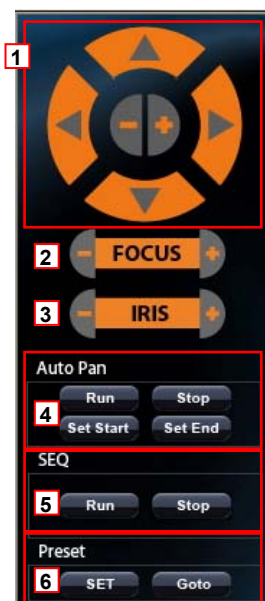 1
- +
2 - FOCUS +
3 - IRIS +
Auto Pan
Run Stop
4
Set Start Set End
SEQ
5 Run Stop
Preset
6 SET Goto